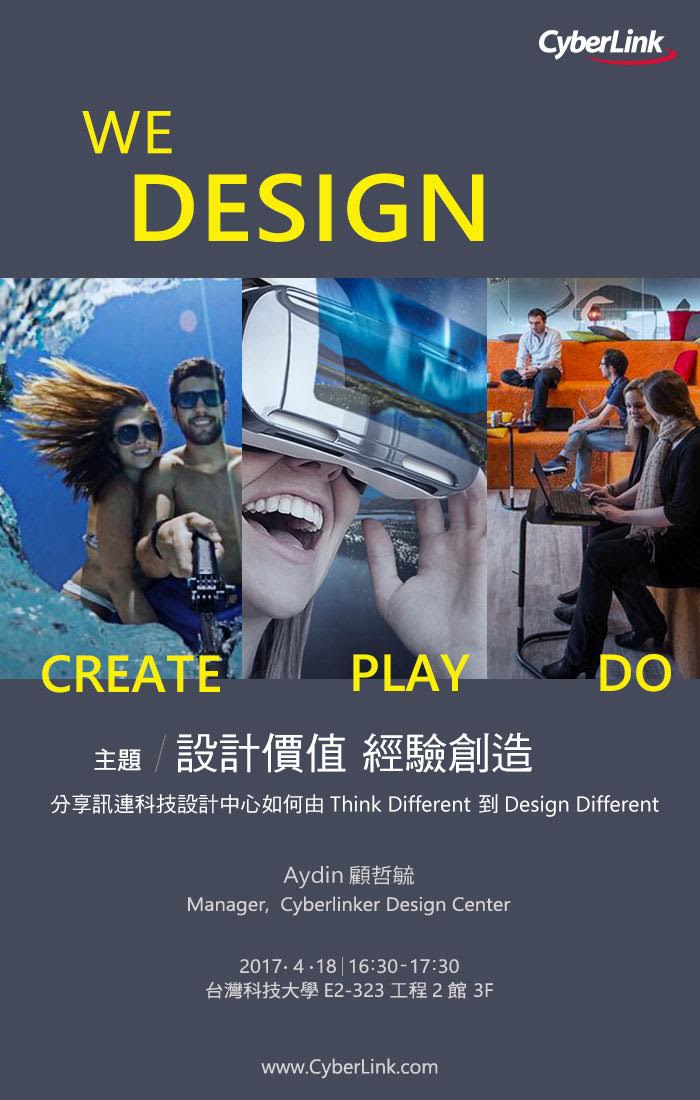 CyberLink
WE
DESIGN
CREATE PLAY DO
主題 / 設計價值 經驗創造
分享訊連科技設計中心如何由 Think Different 到 Design Different
Aydin 顧哲毓
Manager, Cyberlinker Design Center
2017·4·18|16:30-17:30
台灣科技大學 E2-323 工程 2 館 3F
www.CyberLink.com